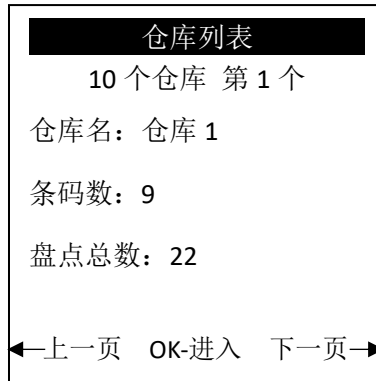 仓库列表
10 个仓库 第 1 个
仓库名：仓库 1
条码数：9
盘点总数：22
←上一页 OK-进入 下一页→